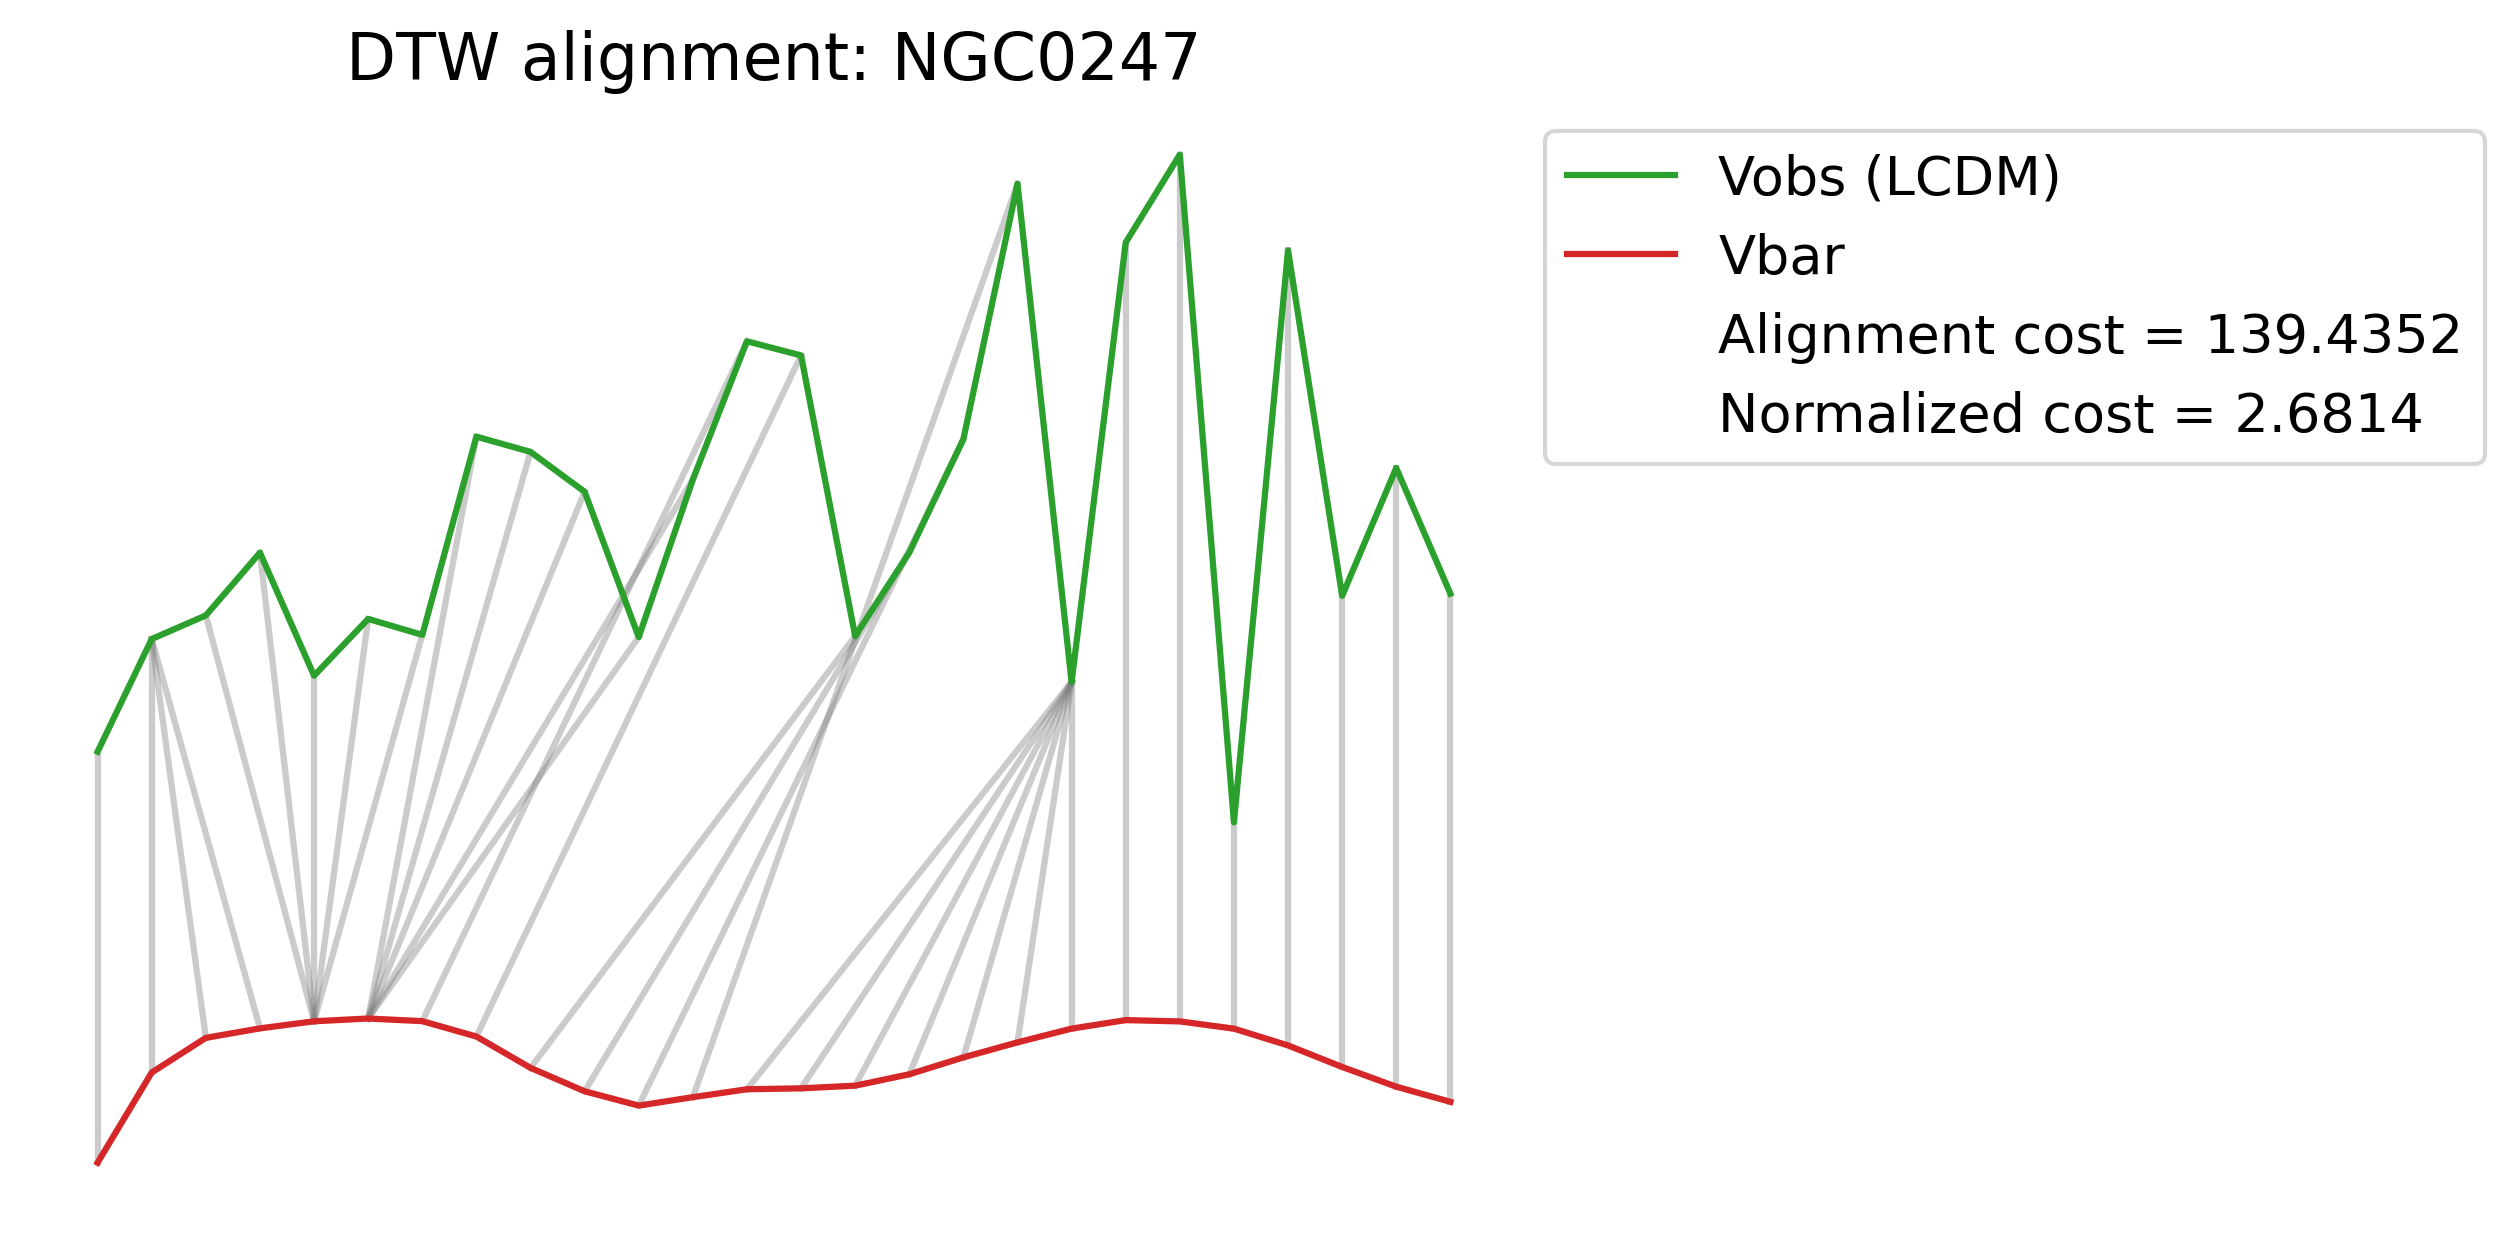 DTW alignment: NGC0247
Vobs (LCDM)
Vbar
Alignment cost = 139.4352
Normalized cost = 2.6814